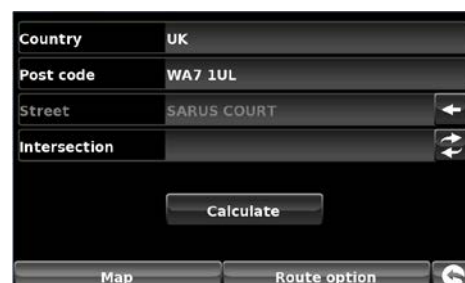 Country UK
Post code WA7 1UL
Street SARUS COURT
Intersection
Calculate
Map Route option